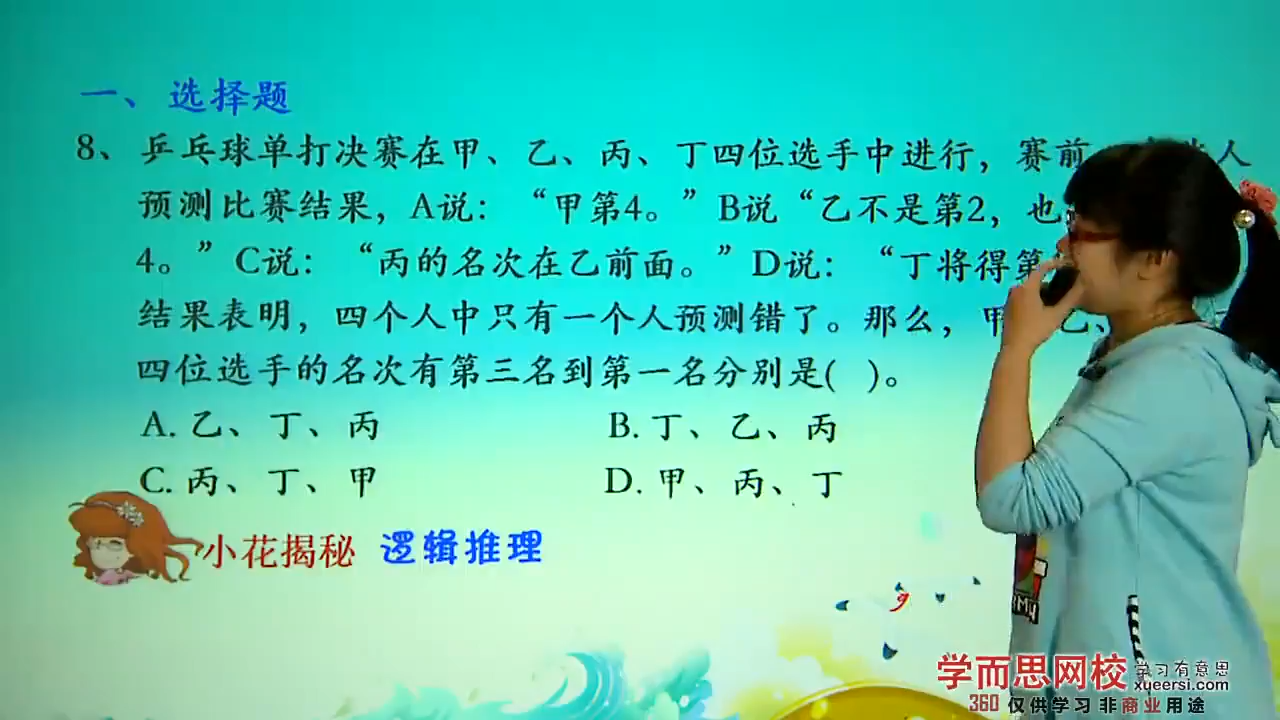 一、选择题
8、乒乓球单打决赛在甲、乙、丙、丁四位选手中进行，赛前 人
预测比赛结果，A说：“甲第4。”B说“乙不是第2，也
4。”C说：“丙的名次在乙前面。”D说：“丁将得第
结果表明，四个人中只有一个人预测错了。那么，甲、乙、
四位选手的名次有第三名到第一名分别是( )。
A. 乙、丁、丙 B. 丁、乙、丙
C. 丙、丁、甲 D. 甲、丙、丁
小花揭秘 逻辑推理
学而思网校 学习有意思
xueersi.com
360 仅供学习 非商业用途